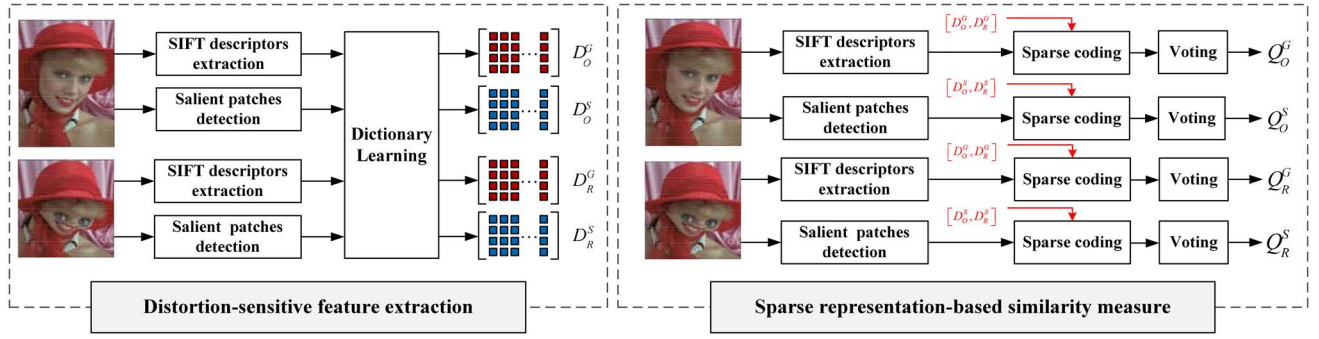 SIFT descriptors
extraction
Salient patches
detection
SIFT descriptors
extraction
Salient patches
detection
Dictionary
Learning
D_O^G
D_O^S
D_R^G
D_R^S
Distortion-sensitive feature extraction
SIFT descriptors
extraction
[D_O^G, D_R^G]
Sparse coding
Voting
Q_O^G
Salient patches
detection
[D_O^S, D_R^S]
Sparse coding
Voting
Q_O^S
SIFT descriptors
extraction
[D_O^G, D_R^G]
Sparse coding
Voting
Q_R^G
Salient patches
detection
[D_O^S, D_R^S]
Sparse coding
Voting
Q_R^S
Sparse representation-based similarity measure